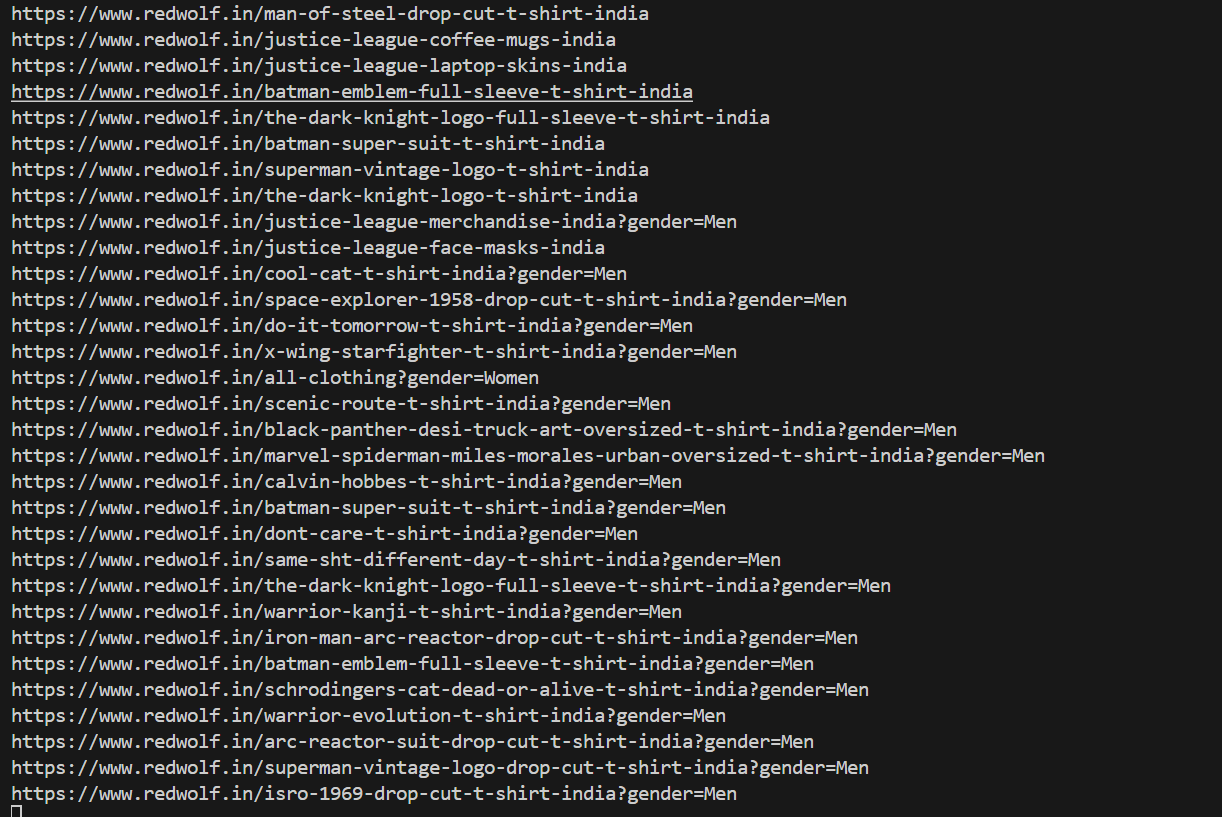 https://www.redwolf.in/man-of-steel-drop-cut-t-shirt-india
https://www.redwolf.in/justice-league-coffee-mugs-india
https://www.redwolf.in/justice-league-laptop-skins-india
https://www.redwolf.in/batman-emblem-full-sleeve-t-shirt-india
https://www.redwolf.in/the-dark-knight-logo-full-sleeve-t-shirt-india
https://www.redwolf.in/batman-super-suit-t-shirt-india
https://www.redwolf.in/superman-vintage-logo-t-shirt-india
https://www.redwolf.in/the-dark-knight-logo-t-shirt-india
https://www.redwolf.in/justice-league-merchandise-india?gender=Men
https://www.redwolf.in/justice-league-face-masks-india
https://www.redwolf.in/cool-cat-t-shirt-india?gender=Men
https://www.redwolf.in/space-explorer-1958-drop-cut-t-shirt-india?gender=Men
https://www.redwolf.in/do-it-tomorrow-t-shirt-india?gender=Men
https://www.redwolf.in/x-wing-starfighter-t-shirt-india?gender=Men
https://www.redwolf.in/all-clothing?gender=Women
https://www.redwolf.in/scenic-route-t-shirt-india?gender=Men
https://www.redwolf.in/black-panther-desi-truck-art-oversized-t-shirt-india?gender=Men
https://www.redwolf.in/marvel-spiderman-miles-morales-urban-oversized-t-shirt-india?gender=Men
https://www.redwolf.in/calvin-hobbes-t-shirt-india?gender=Men
https://www.redwolf.in/batman-super-suit-t-shirt-india?gender=Men
https://www.redwolf.in/dont-care-t-shirt-india?gender=Men
https://www.redwolf.in/same-sht-different-day-t-shirt-india?gender=Men
https://www.redwolf.in/the-dark-knight-logo-full-sleeve-t-shirt-india?gender=Men
https://www.redwolf.in/warrior-kanji-t-shirt-india?gender=Men
https://www.redwolf.in/iron-man-arc-reactor-drop-cut-t-shirt-india?gender=Men
https://www.redwolf.in/batman-emblem-full-sleeve-t-shirt-india?gender=Men
https://www.redwolf.in/schrodingers-cat-dead-or-alive-t-shirt-india?gender=Men
https://www.redwolf.in/warrior-evolution-t-shirt-india?gender=Men
https://www.redwolf.in/arc-reactor-suit-drop-cut-t-shirt-india?gender=Men
https://www.redwolf.in/superman-vintage-logo-drop-cut-t-shirt-india?gender=Men
https://www.redwolf.in/isro-1969-drop-cut-t-shirt-india?gender=Men